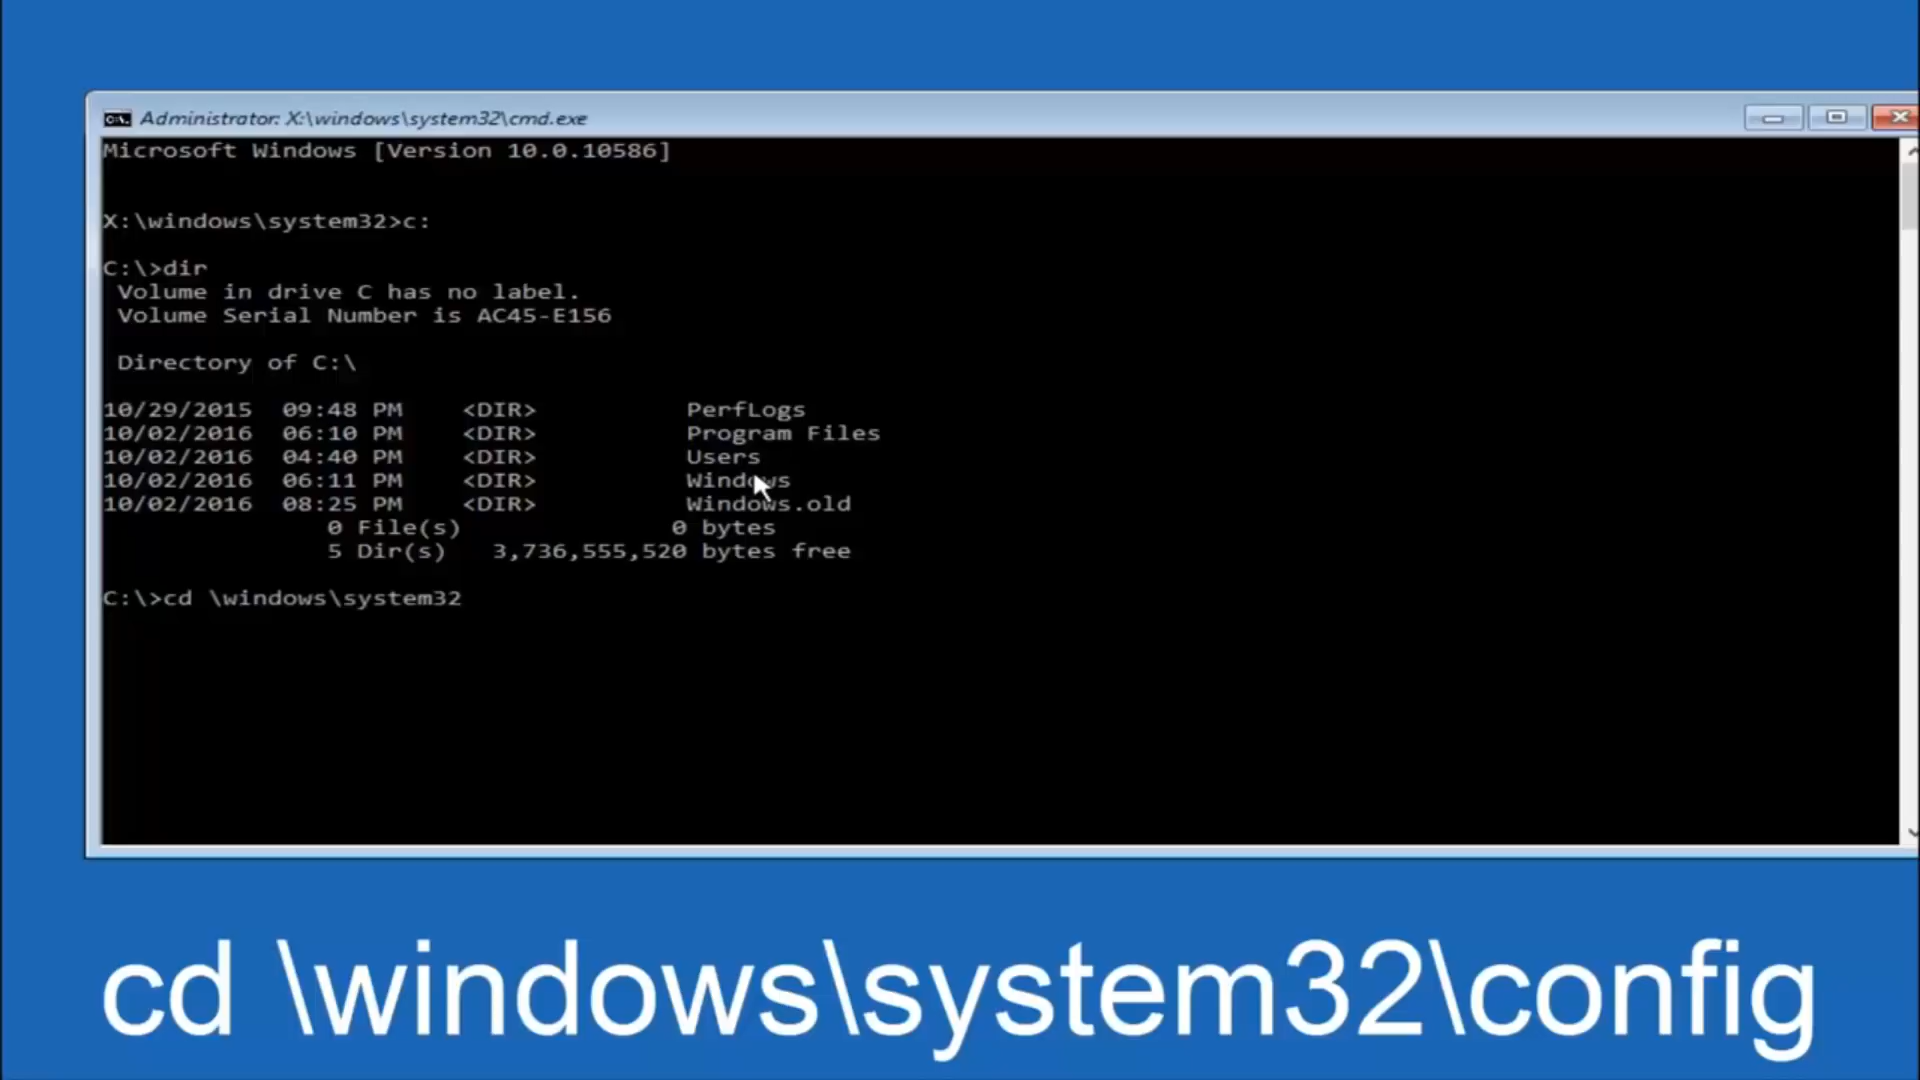 Administrator: X:\windows\system32\cmd.exe
Microsoft Windows [Version 10.0.10586]
X:\windows\system32>c:
C:\>dir
Volume in drive C has no label.
Volume Serial Number is AC45-E156
Directory of C:\
10/29/2015 09:48 PM <DIR> PerfLogs
10/02/2016 06:10 PM <DIR> Program Files
10/02/2016 04:40 PM <DIR> Users
10/02/2016 06:11 PM <DIR> Windows
10/02/2016 08:25 PM <DIR> Windows.old
0 File(s) 0 bytes
5 Dir(s) 3,736,555,520 bytes free
C:\>cd \windows\system32
cd \windows\system32\config